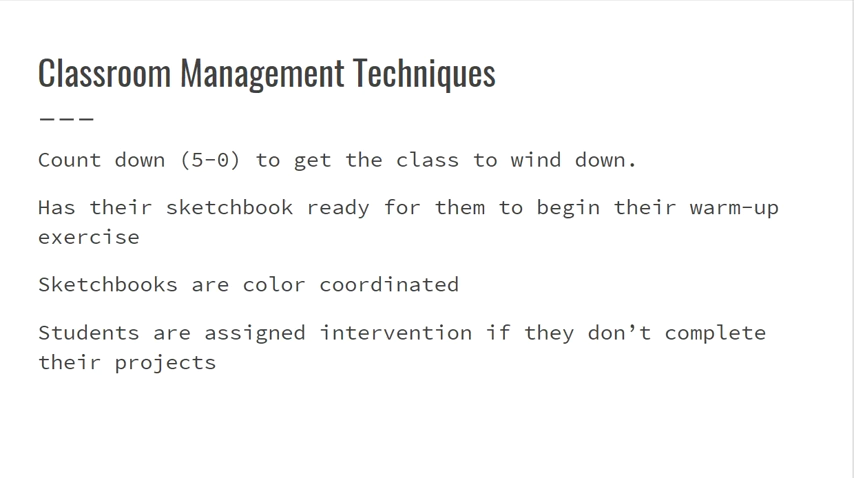 Classroom Management Techniques
Count down (5-0) to get the class to wind down.
Has their sketchbook ready for them to begin their warm-up
exercise
Sketchbooks are color coordinated
Students are assigned intervention if they don’t complete
their projects